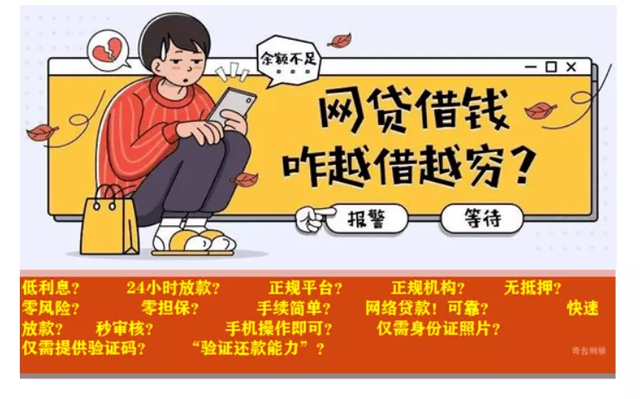 余额不足
网贷借钱
咋越借越穷？
报警 等待
低利息？ 24小时放款？ 正规平台？ 正规机构？ 无抵押？
零风险？ 零担保？ 手续简单？ 网络贷款！可靠？ 快速
放款？ 秒审核？ 手机操作即可？ 仅需身份证照片？
仅需提供验证码？ “验证还款能力”？